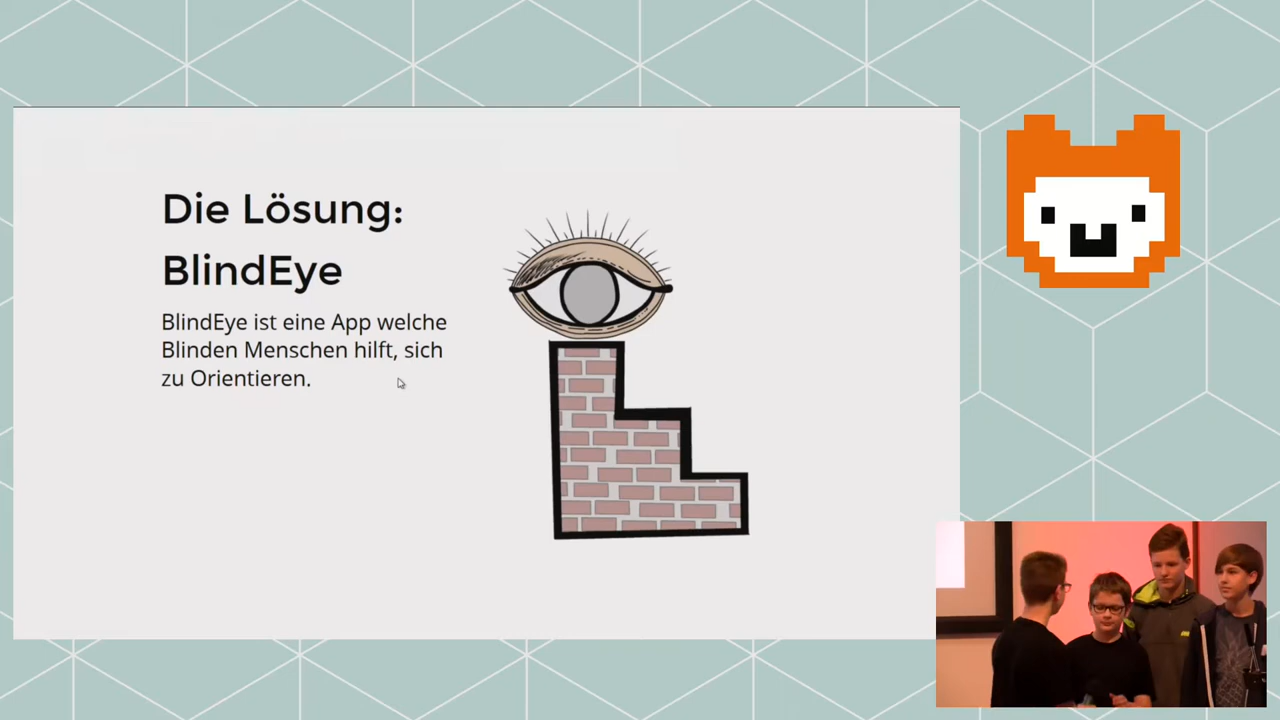 Die Lösung:
BlindEye
BlindEye ist eine App welche
Blinden Menschen hilft, sich
zu Orientieren.